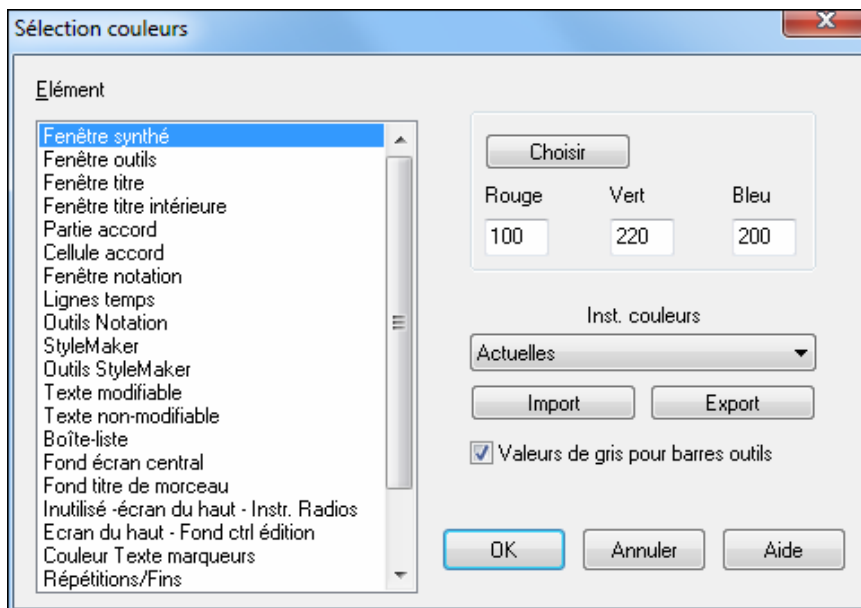 Sélection couleurs
Elément
Fenêtre synthé
Fenêtre outils
Fenêtre titre
Fenêtre titre intérieure
Partie accord
Cellule accord
Fenêtre notation
Lignes temps
Outils Notation
StyleMaker
Outils StyleMaker
Texte modifiable
Texte non-modifiable
Boîte-liste
Fond écran central
Fond titre de morceau
Inutilisé -écran du haut - Instr. Radios
Ecran du haut - Fond ctrl édition
Couleur Texte marqueurs
Répétitions/Fins
Choisir
Rouge Vert Bleu
100 220 200
Inst. couleurs
Actuelles
Import Export
Valeurs de gris pour barres outils
OK Annuler Aide